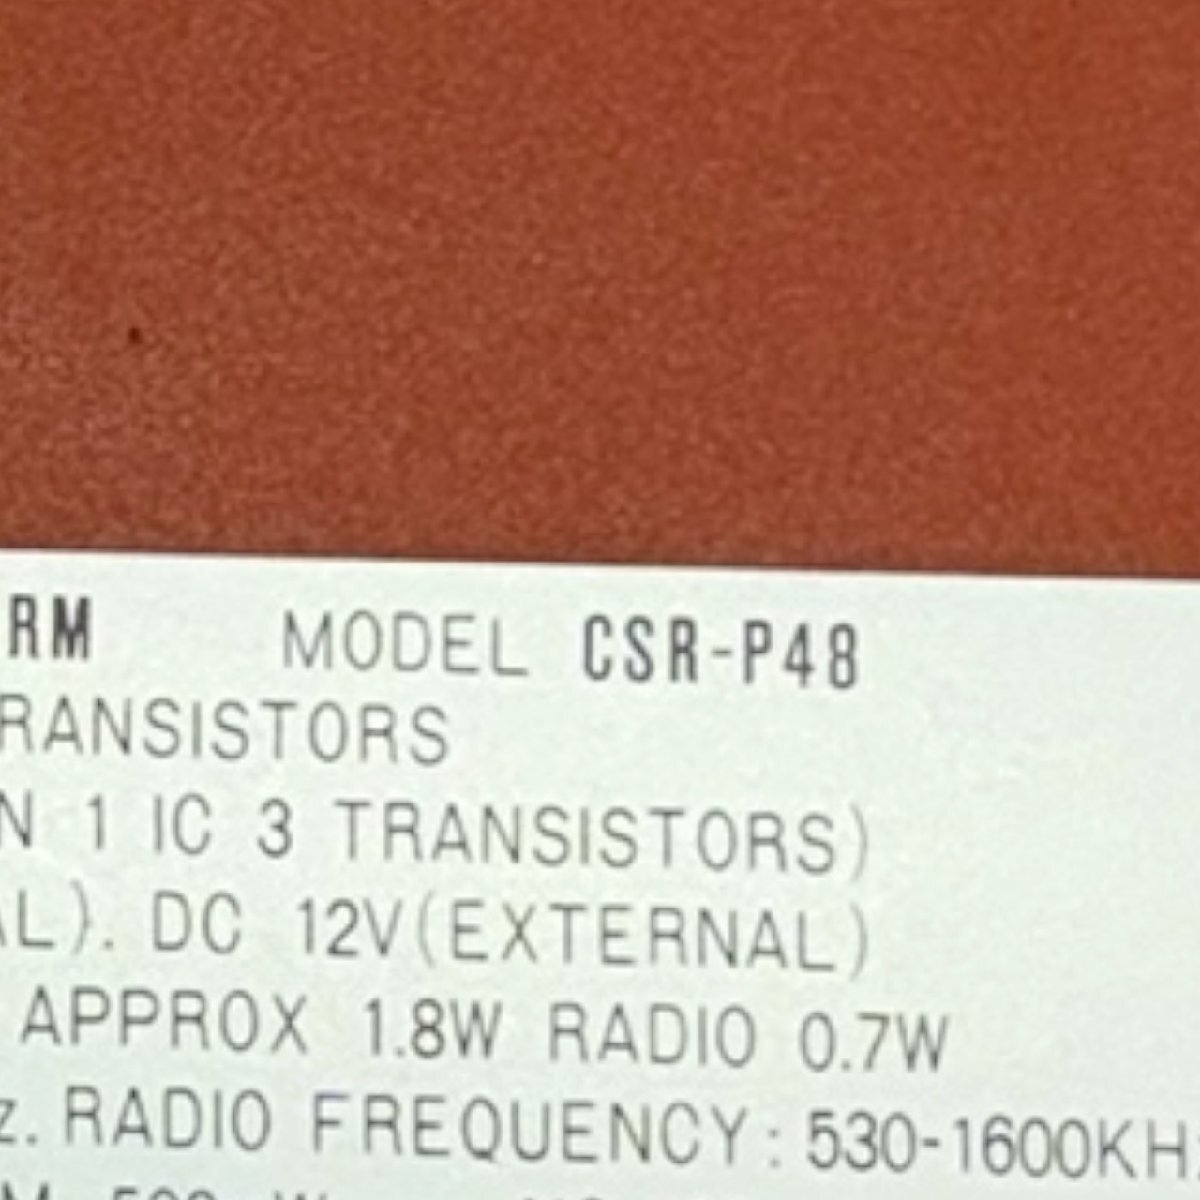 RM MODEL CSR-P48
RANSISTORS
N 1 IC 3 TRANSISTORS)
AL). DC 12V(EXTERNAL)
APPROX 1.8W RADIO 0.7W
z. RADIO FREQUENCY: 530-1600KH